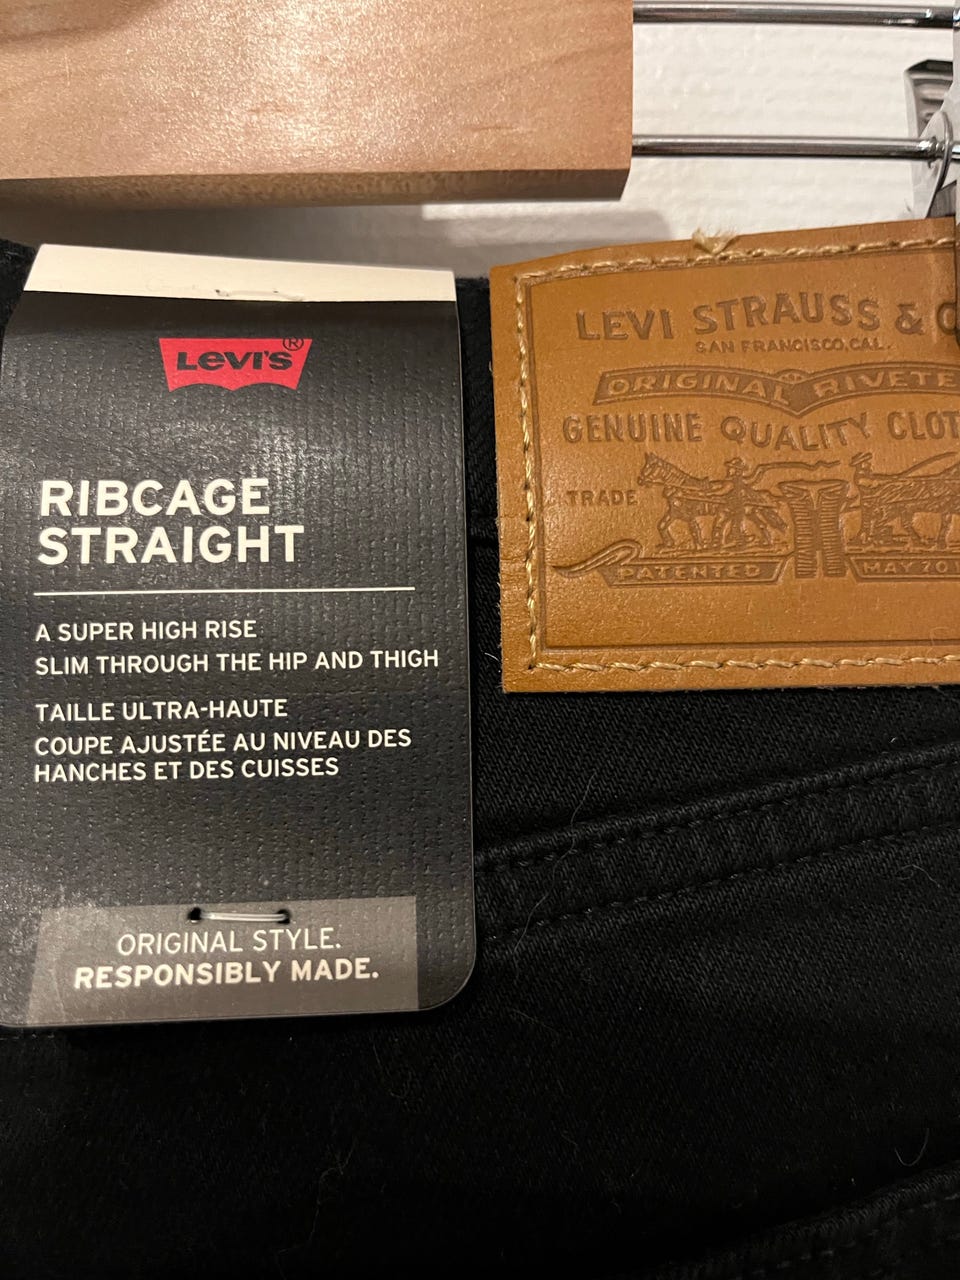 LEVI'S®
RIBCAGE
STRAIGHT
A SUPER HIGH RISE
SLIM THROUGH THE HIP AND THIGH
TAILLE ULTRA-HAUTE
COUPE AJUSTÉE AU NIVEAU DES
HANCHES ET DES CUISSES
ORIGINAL STYLE.
RESPONSIBLY MADE.
LEVI STRAUSS &
SAN FRANCISCO, CAL.
ORIGINAL
GENUINE QUALITY
TRADE
PATENTED MAY 20